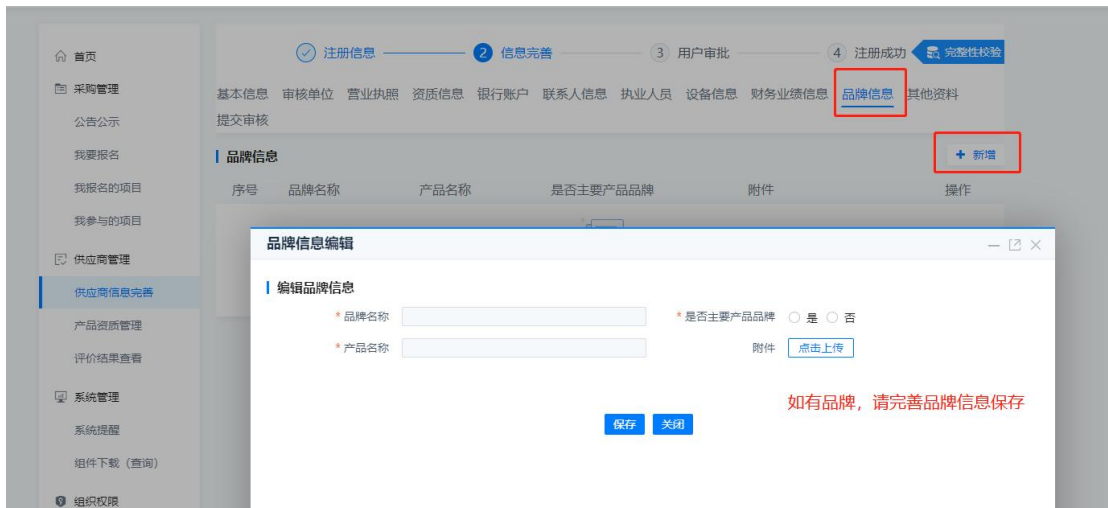 首页
采购管理
公告公示
我要报名
我报名的项目
我参与的项目
供应商管理
供应商信息完善
产品资质管理
评价结果查看
系统管理
系统提醒
组件下载（查询）
组织权限
注册信息 2 信息完善 3 用户审批 4 注册成功 完整性校验
基本信息 审核单位 营业执照 资质信息 银行账户 联系人信息 执业人员 设备信息 财务业绩信息 品牌信息 其他资料
提交审核
品牌信息 + 新增
序号 品牌名称 产品名称 是否主要产品品牌 附件 操作
品牌信息编辑
编辑品牌信息
* 品牌名称 * 是否主要产品品牌 是 否
* 产品名称 附件 点击上传
如有品牌，请完善品牌信息保存
保存 关闭